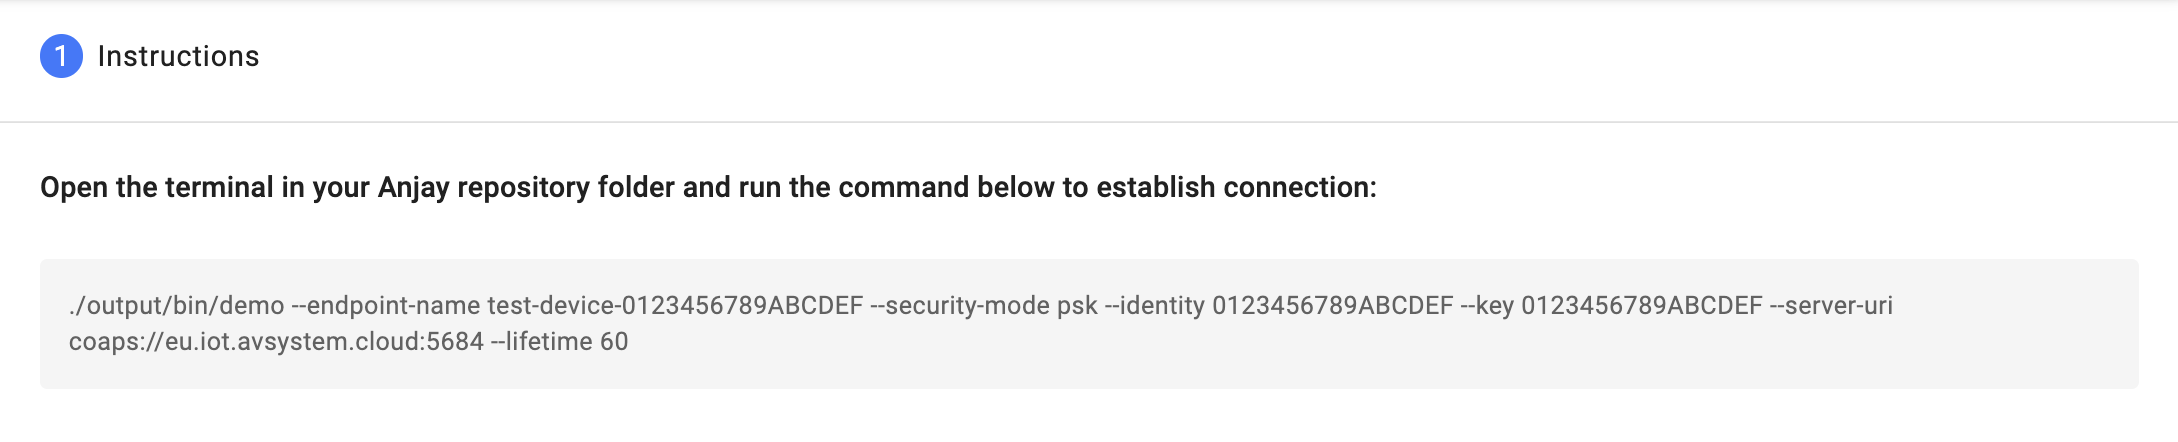 1 Instructions
Open the terminal in your Anjay repository folder and run the command below to establish connection:
./output/bin/demo --endpoint-name test-device-0123456789ABCDEF --security-mode psk --identity 0123456789ABCDEF --key 0123456789ABCDEF --server-uri
coaps://eu.iot.avsystem.cloud:5684 --lifetime 60